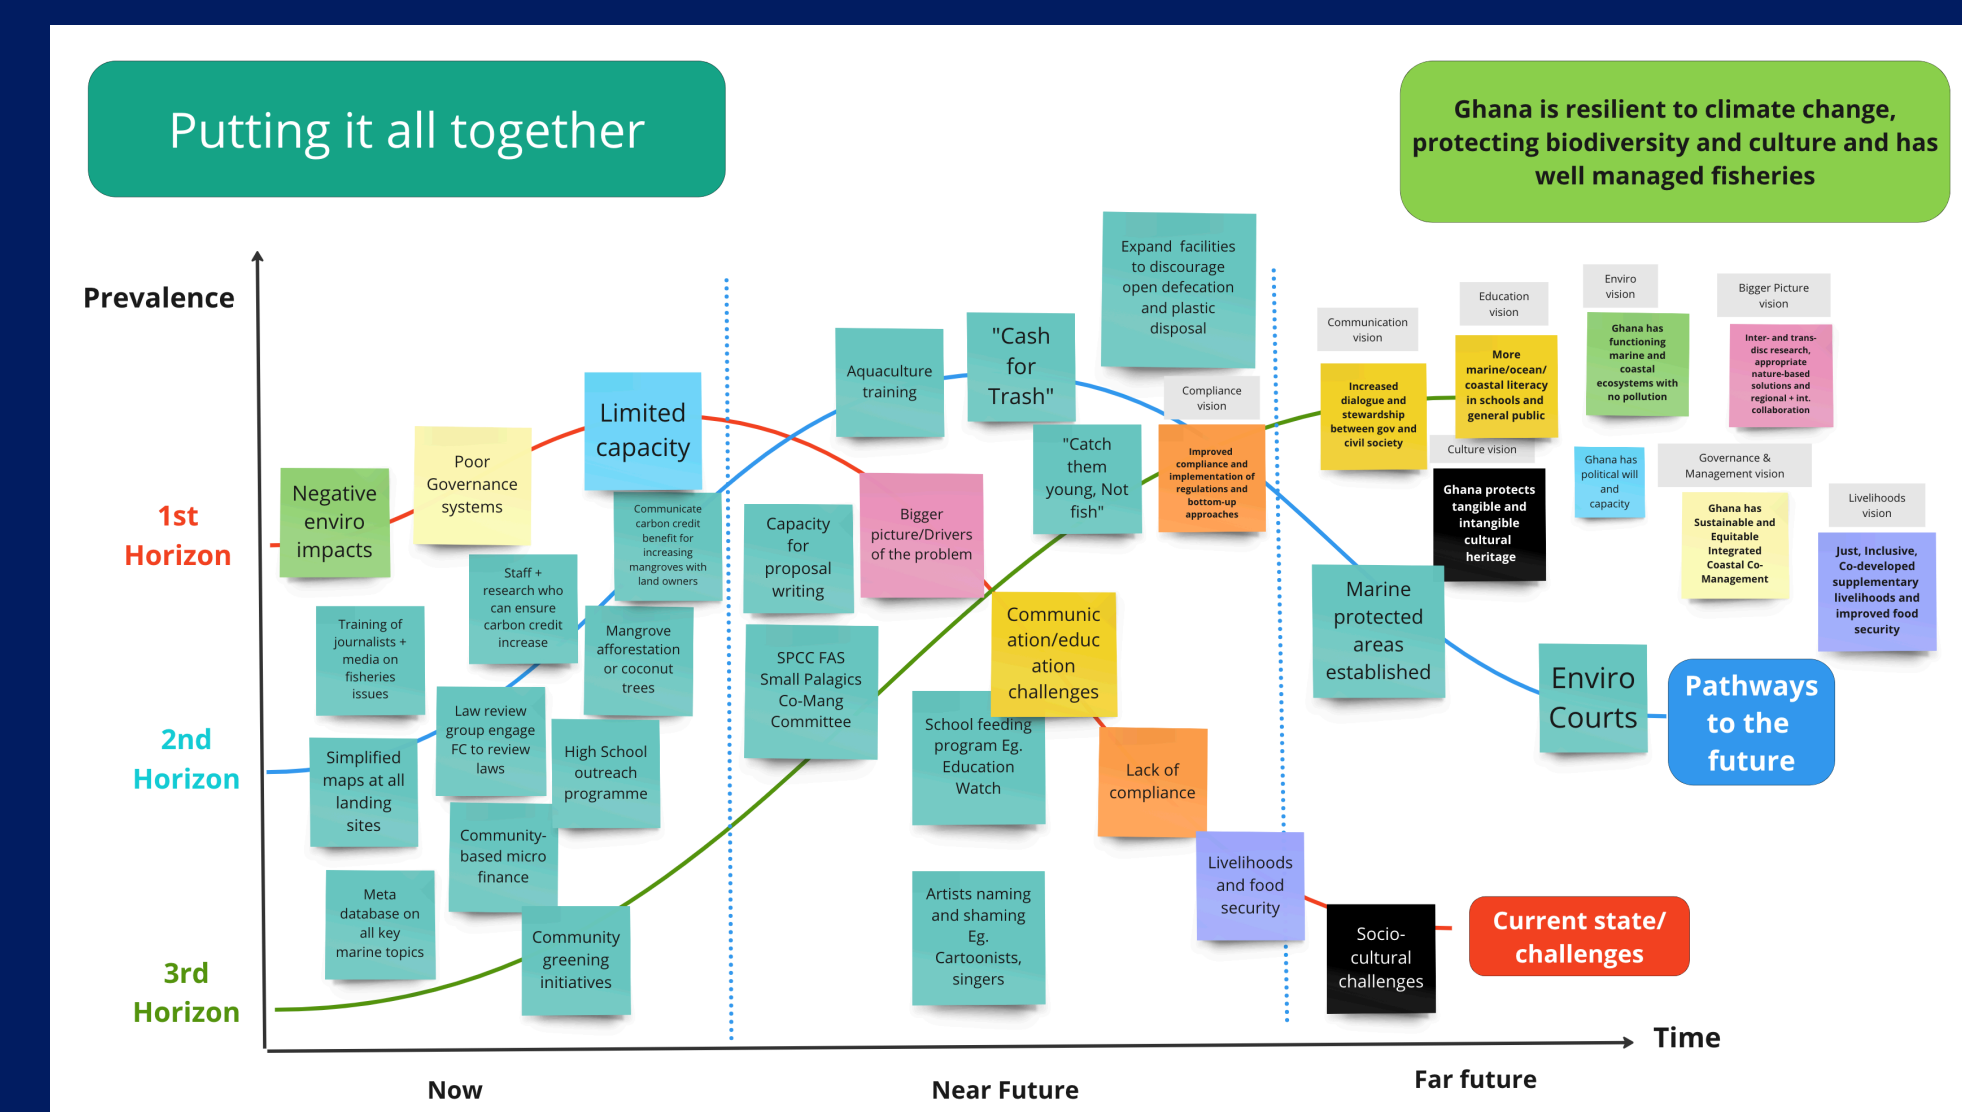 Putting it all together
Ghana is resilient to climate change,
protecting biodiversity and culture and has
well managed fisheries
Prevalence
1st
Horizon
2nd
Horizon
3rd
Horizon
Negative
enviro
impacts
Poor
Governance
systems
Limited
capacity
Communicate
carbon credit
benefit for
increasing
mangroves with
land owners
Staff +
research who
can ensure
carbon credit
increase
Training of
journalists +
media on
fisheries
issues
Mangrove
afforestation
or coconut
trees
Law review
group engage
FC to review
laws
High School
outreach
programme
Simplified
maps at all
landing
sites
Community-
based micro
finance
Meta
database on
all key
marine topics
Community
greening
initiatives
Expand facilities
to discourage
open defecation
and plastic
disposal
Aquaculture
training
"Cash
for
Trash"
"Catch
them
young, Not
fish"
Compliance
vision
Improved
compliance and
implementation of
regulations and
bottom-up
approaches
Capacity
for
proposal
writing
Bigger
picture/Drivers
of the problem
SPCC FAS
Small Palagics
Co-Mang
Committee
Communic
ation/educ
ation
challenges
School feeding
program Eg.
Education
Watch
Lack of
compliance
Artists naming
and shaming
Eg.
Cartoonists,
singers
Livelihoods
and food
security
Socio-
cultural
challenges
Communication
vision
Increased
dialogue and
stewardship
between gov and
civil society
Education
vision
More
marine/ocean/
coastal literacy
in schools and
general public
Enviro
vision
Ghana has
functioning
marine and
coastal
ecosystems with
no pollution
Bigger Picture
vision
Inter- and trans-
disc research,
appropriate
nature-based
solutions and
regional + int.
collaboration
Culture vision
Ghana protects
tangible and
intangible
cultural
heritage
Ghana has
political will
and
capacity
Governance &
Management vision
Ghana has
Sustainable and
Equitable
Integrated
Coastal Co-
Management
Livelihoods
vision
Just, Inclusive,
Co-developed
supplementary
livelihoods and
improved food
security
Marine
protected
areas
established
Enviro
Courts
Pathways
to the
future
Current state/
challenges
Time
Now
Near Future
Far future